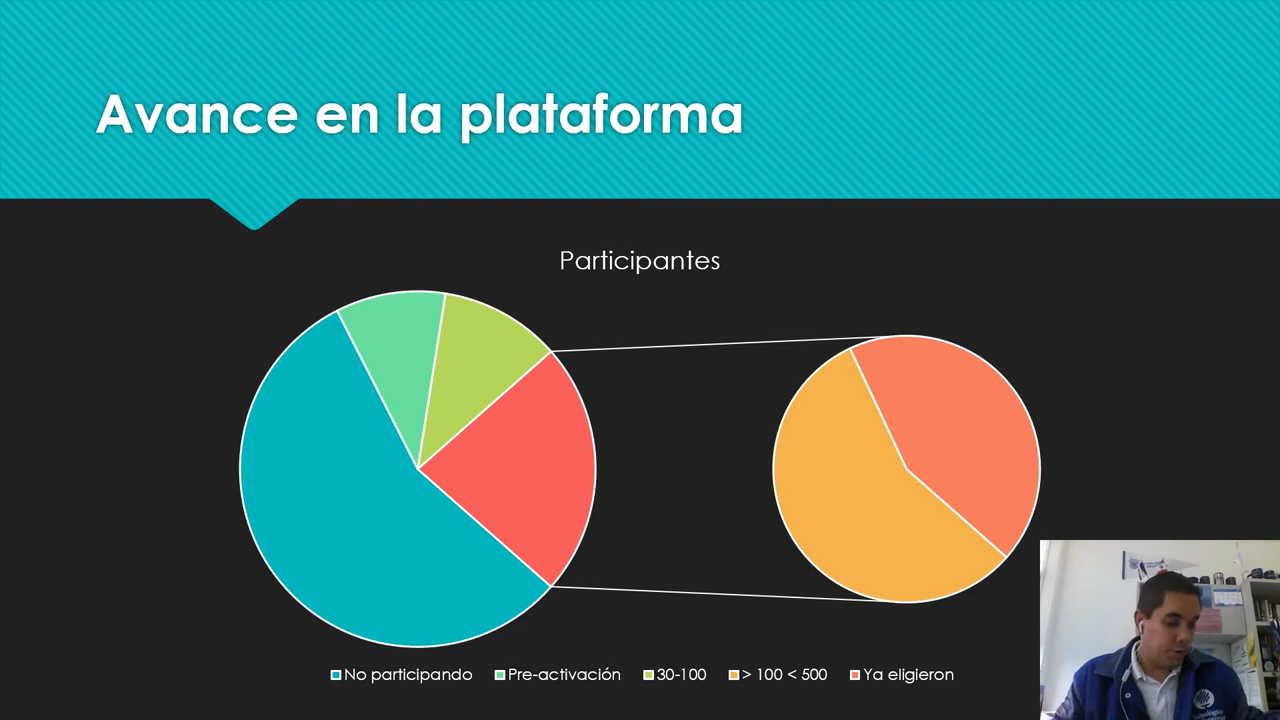 Avance en la plataforma
Participantes
No participando Pre-activación 30-100 > 100 < 500 Ya eligieron